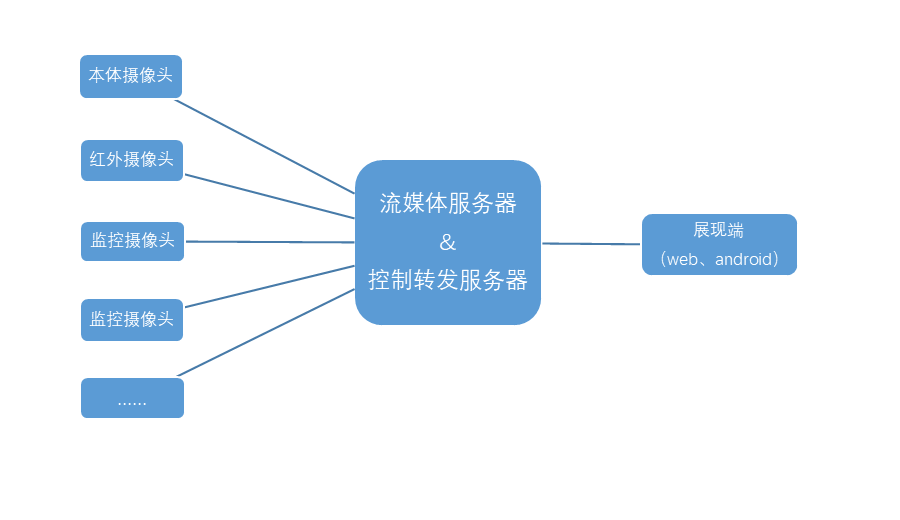 本体摄像头
红外摄像头
监控摄像头
监控摄像头
......
流媒体服务器
&
控制转发服务器
展现端
（web、android）